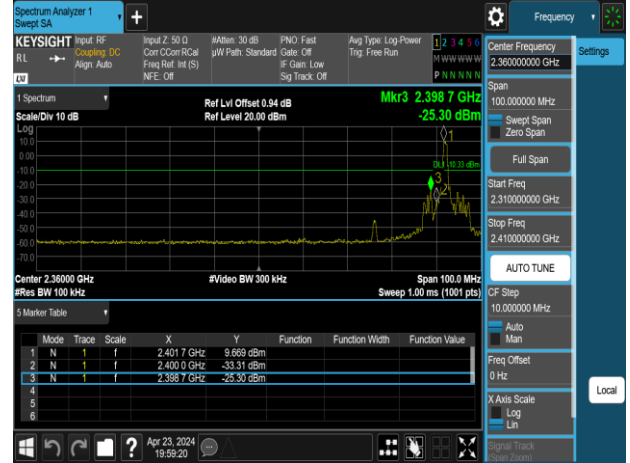 Spectrum Analyzer 1
Swept SA
Frequency
KEYSIGHT
RL
LXI
Input: RF
Coupling: DC
Align: Auto
Input Z: 50 Ω
Corr CCorr RCal
Freq Ref: Int (S)
NFE: Off
#Atten: 30 dB
µW Path: Standard
PNO: Fast
Gate: Off
IF Gain: Low
Sig Track: Off
Avg Type: Log-Power
Trig: Free Run
1 2 3 4 5 6
M W W W W W
P N N N N N
1 Spectrum
Scale/Div 10 dB
Ref Lvl Offset 0.94 dB
Ref Level 20.00 dBm
Mkr3 2.398 7 GHz
-25.30 dBm
Log
10.0
0.00
-10.0
-20.0
-30.0
-40.0
-50.0
-60.0
-70.0
1
DL1 -10.33 dBm
3
2
Center 2.36000 GHz
#Res BW 100 kHz
#Video BW 300 kHz
Span 100.0 MHz
Sweep 1.00 ms (1001 pts)
5 Marker Table
Mode Trace Scale X Y Function Function Width Function Value
1 N 1 f 2.401 7 GHz 9.669 dBm
2 N 1 f 2.400 0 GHz -33.31 dBm
3 N 1 f 2.398 7 GHz -25.30 dBm
4
5
6
Apr 23, 2024
19:59:20
Center Frequency
2.360000000 GHz
Settings
Span
100.000000 MHz
Swept Span
Zero Span
Full Span
Start Freq
2.310000000 GHz
Stop Freq
2.410000000 GHz
AUTO TUNE
CF Step
10.000000 MHz
Auto
Man
Freq Offset
0 Hz
X Axis Scale
Log
Lin
Signal Track
(Span Zoom)
Local